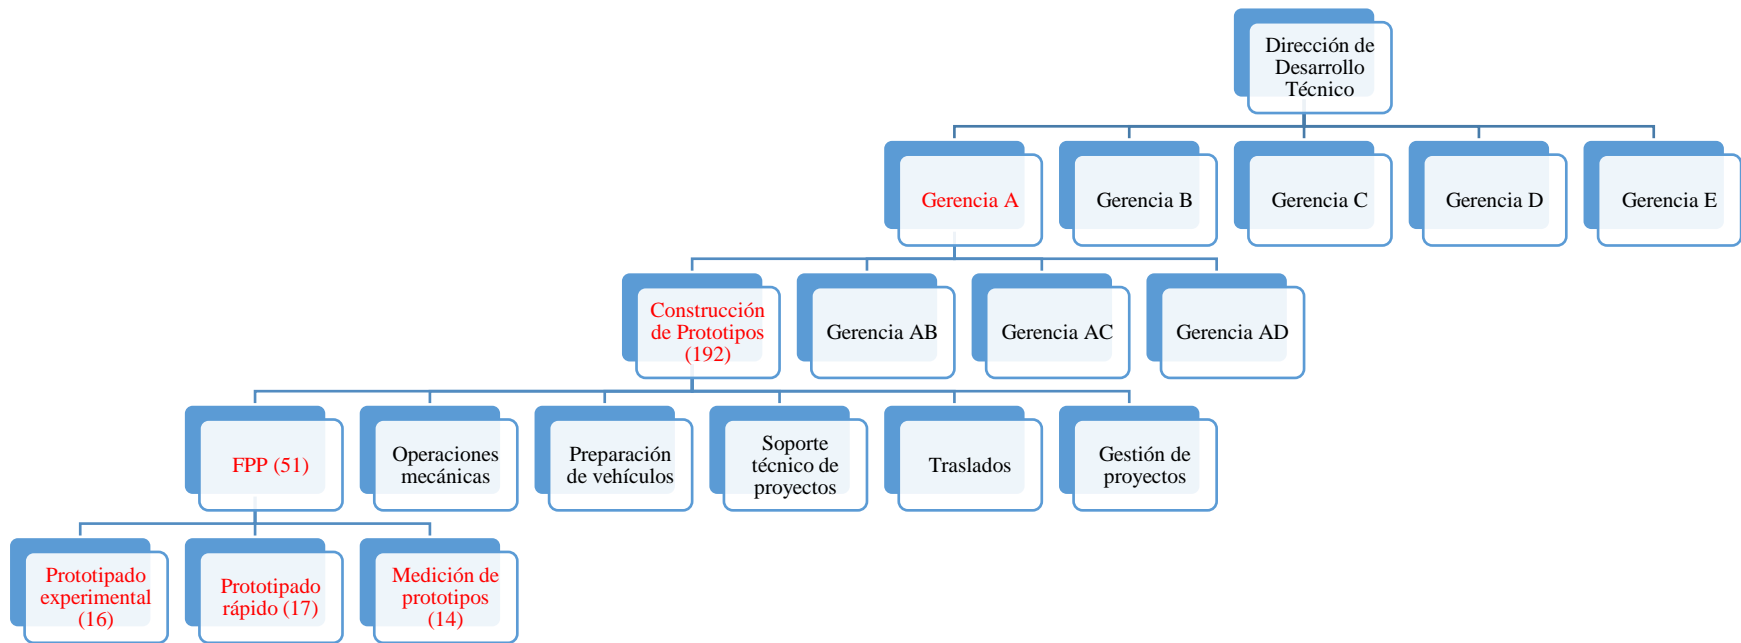 Dirección de
Desarrollo
Técnico
Gerencia A
Gerencia B
Gerencia C
Gerencia D
Gerencia E
Construcción
de Prototipos
(192)
Gerencia AB
Gerencia AC
Gerencia AD
FPP (51)
Operaciones
mecánicas
Preparación
de vehículos
Soporte
técnico de
proyectos
Traslados
Gestión de
proyectos
Prototipado
experimental
(16)
Prototipado
rápido (17)
Medición de
prototipos
(14)